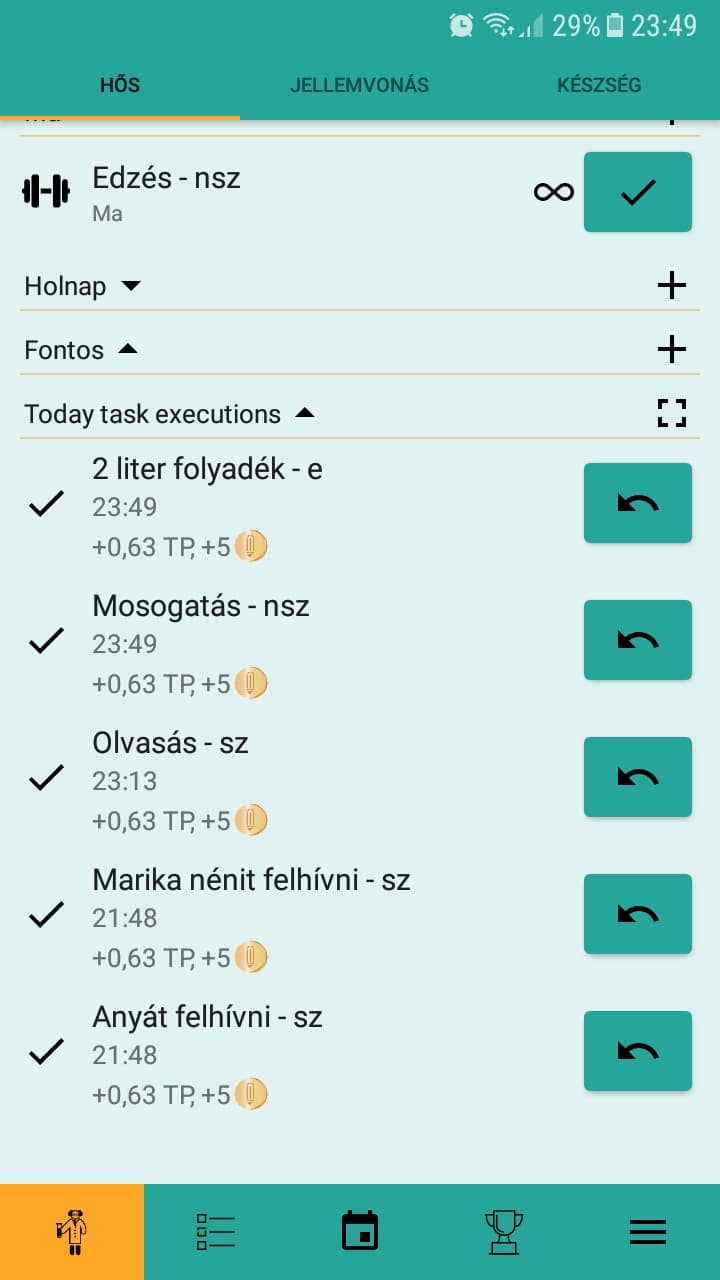 29% 23:49
HŐS JELLEMVONÁS KÉSZSÉG
Edzés - nsz
Ma
Holnap
Fontos
Today task executions
2 liter folyadék - e
23:49
+0,63 TP, +5
Mosogatás - nsz
23:49
+0,63 TP, +5
Olvasás - sz
23:13
+0,63 TP, +5
Marika nénit felhívni - sz
21:48
+0,63 TP, +5
Anyát felhívni - sz
21:48
+0,63 TP, +5